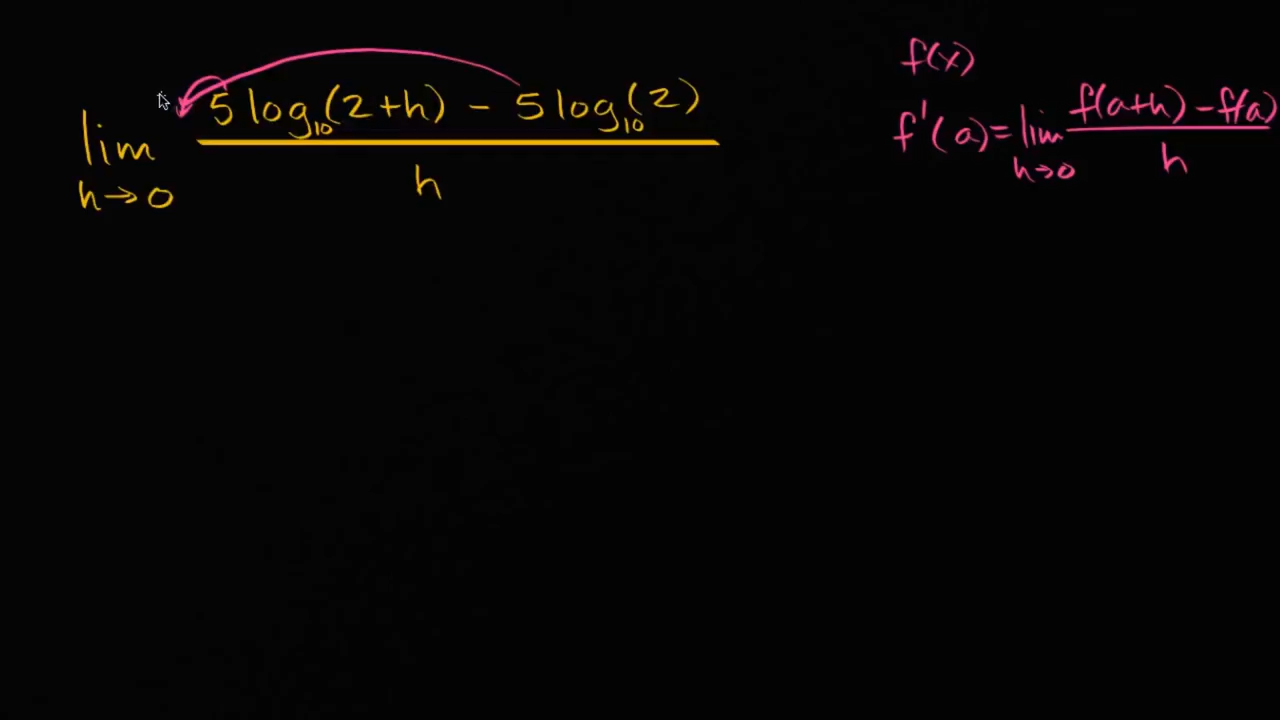 lim h→0 (5 log₁₀(2+h) − 5 log₁₀(2)) / h
f(x)
f'(a) = lim h→0 (f(a+h) − f(a)) / h